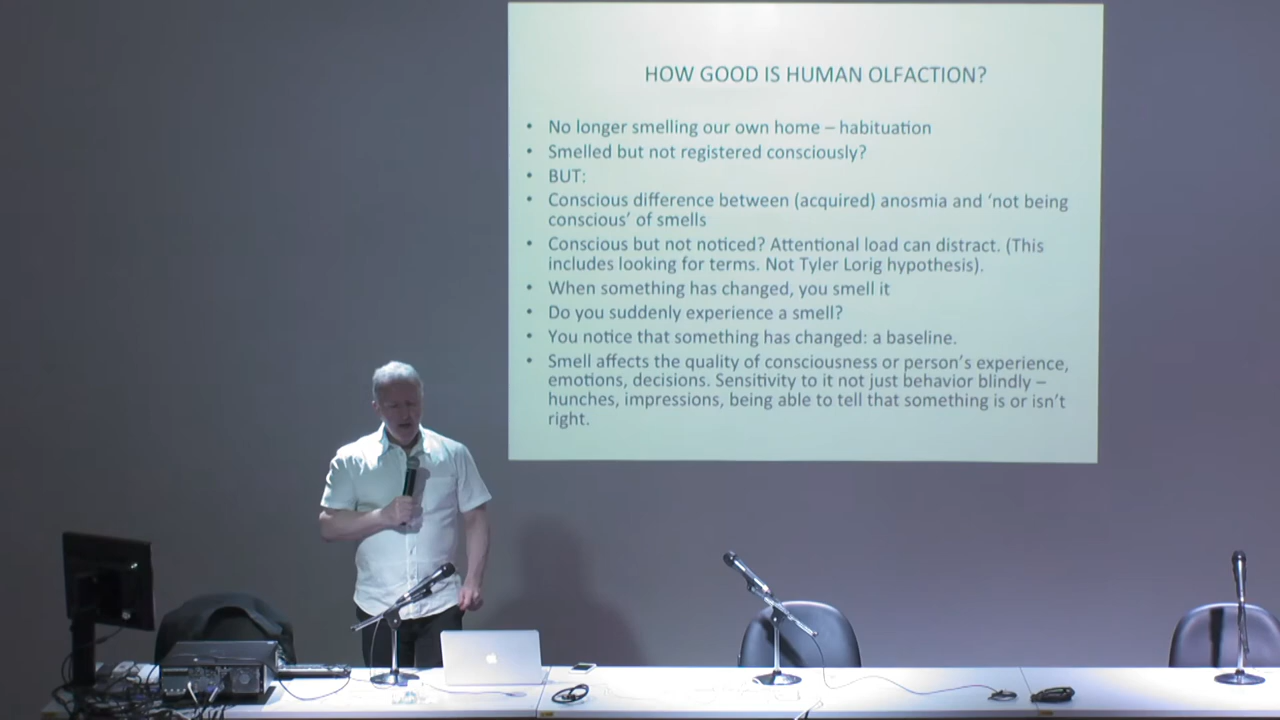 HOW GOOD IS HUMAN OLFACTION?
• No longer smelling our own home – habituation
• Smelled but not registered consciously?
• BUT:
• Conscious difference between (acquired) anosmia and ‘not being
conscious’ of smells
• Conscious but not noticed? Attentional load can distract. (This
includes looking for terms. Not Tyler Lorig hypothesis).
• When something has changed, you smell it
• Do you suddenly experience a smell?
• You notice that something has changed: a baseline.
• Smell affects the quality of consciousness or person’s experience,
emotions, decisions. Sensitivity to it not just behavior blindly –
hunches, impressions, being able to tell that something is or isn’t
right.